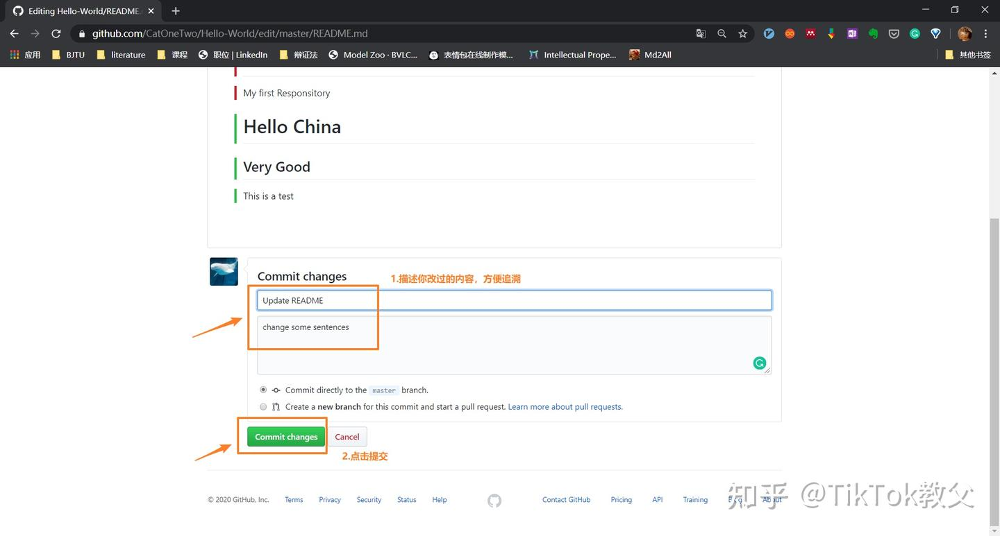 Editing Hello-World/README.
github.com/CatOneTwo/Hello-World/edit/master/README.md
应用 BJTU literature 课程 职位 | LinkedIn 辩证法 Model Zoo · BVLC... 表情包在线制作模... Intellectual Prope... Md2All 其他书签
My first Responsitory
Hello China
Very Good
This is a test
Commit changes
1.描述你改过的内容，方便追溯
Update README
change some sentences
Commit directly to the master branch.
Create a new branch for this commit and start a pull request. Learn more about pull requests.
Commit changes Cancel
2.点击提交
© 2020 GitHub, Inc. Terms Privacy Security Status Help Contact GitHub Pricing API Training Blog About
知乎 @TikTok教父